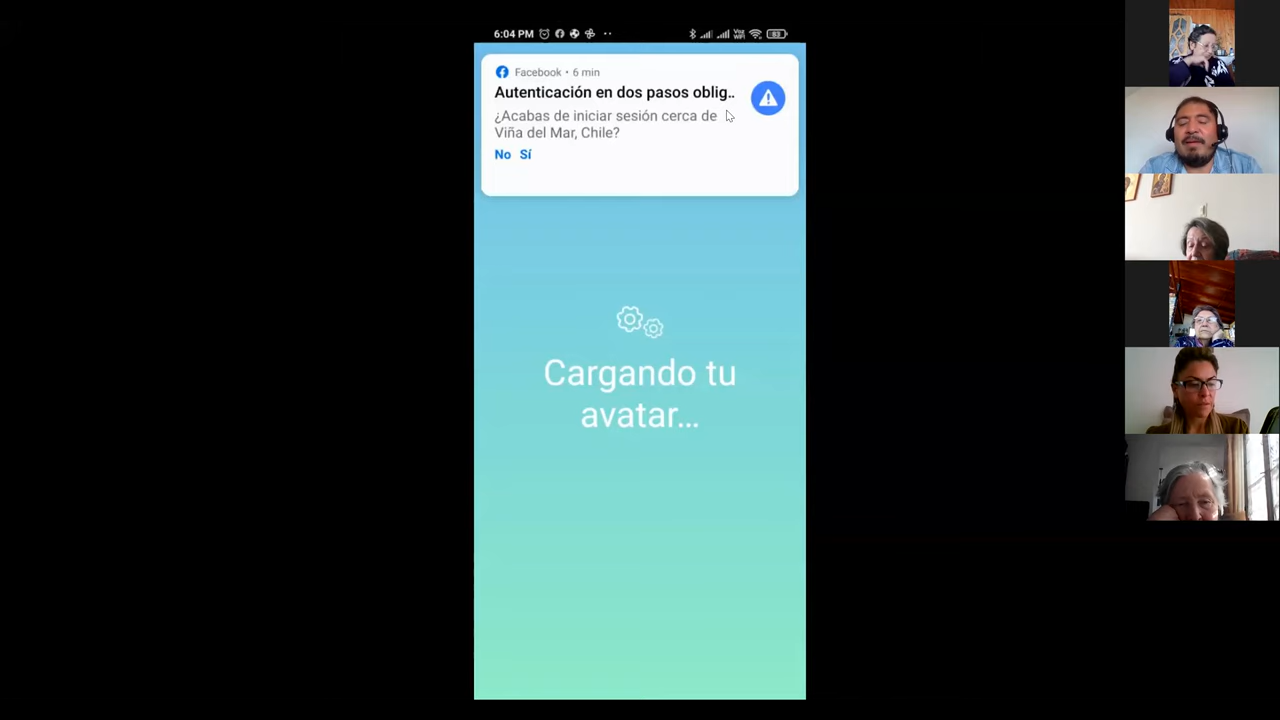 6:04 PM
Facebook • 6 min
Autenticación en dos pasos oblig..
¿Acabas de iniciar sesión cerca de
Viña del Mar, Chile?
No Sí
Cargando tu
avatar...